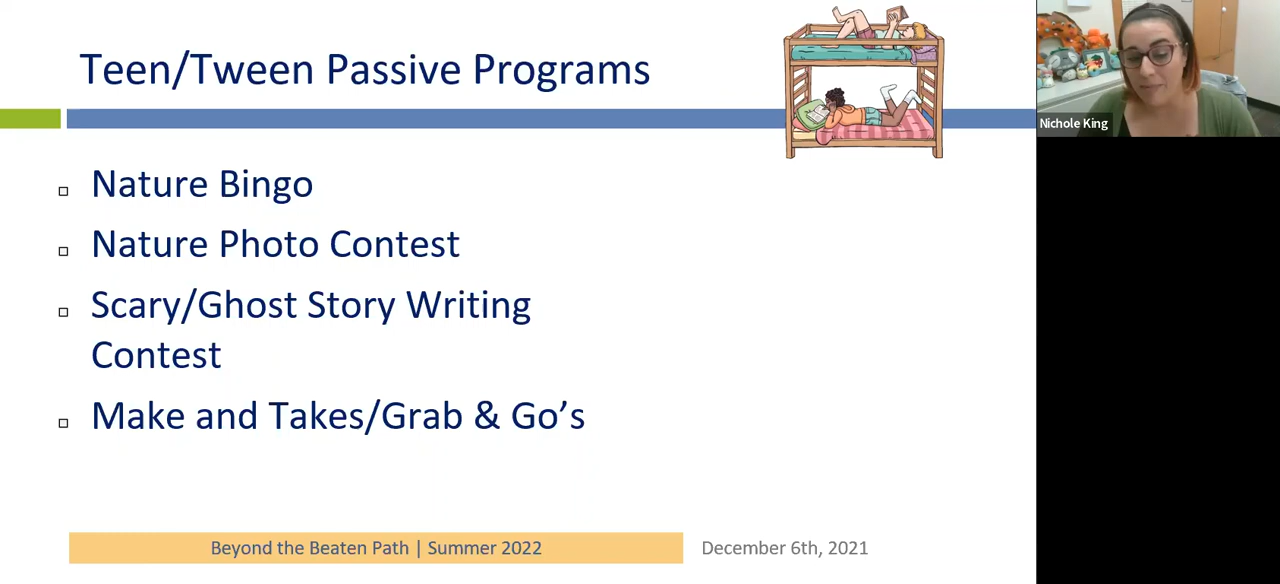 Teen/Tween Passive Programs
Nichole King
Nature Bingo
Nature Photo Contest
Scary/Ghost Story Writing
Contest
Make and Takes/Grab & Go’s
Beyond the Beaten Path | Summer 2022
December 6th, 2021